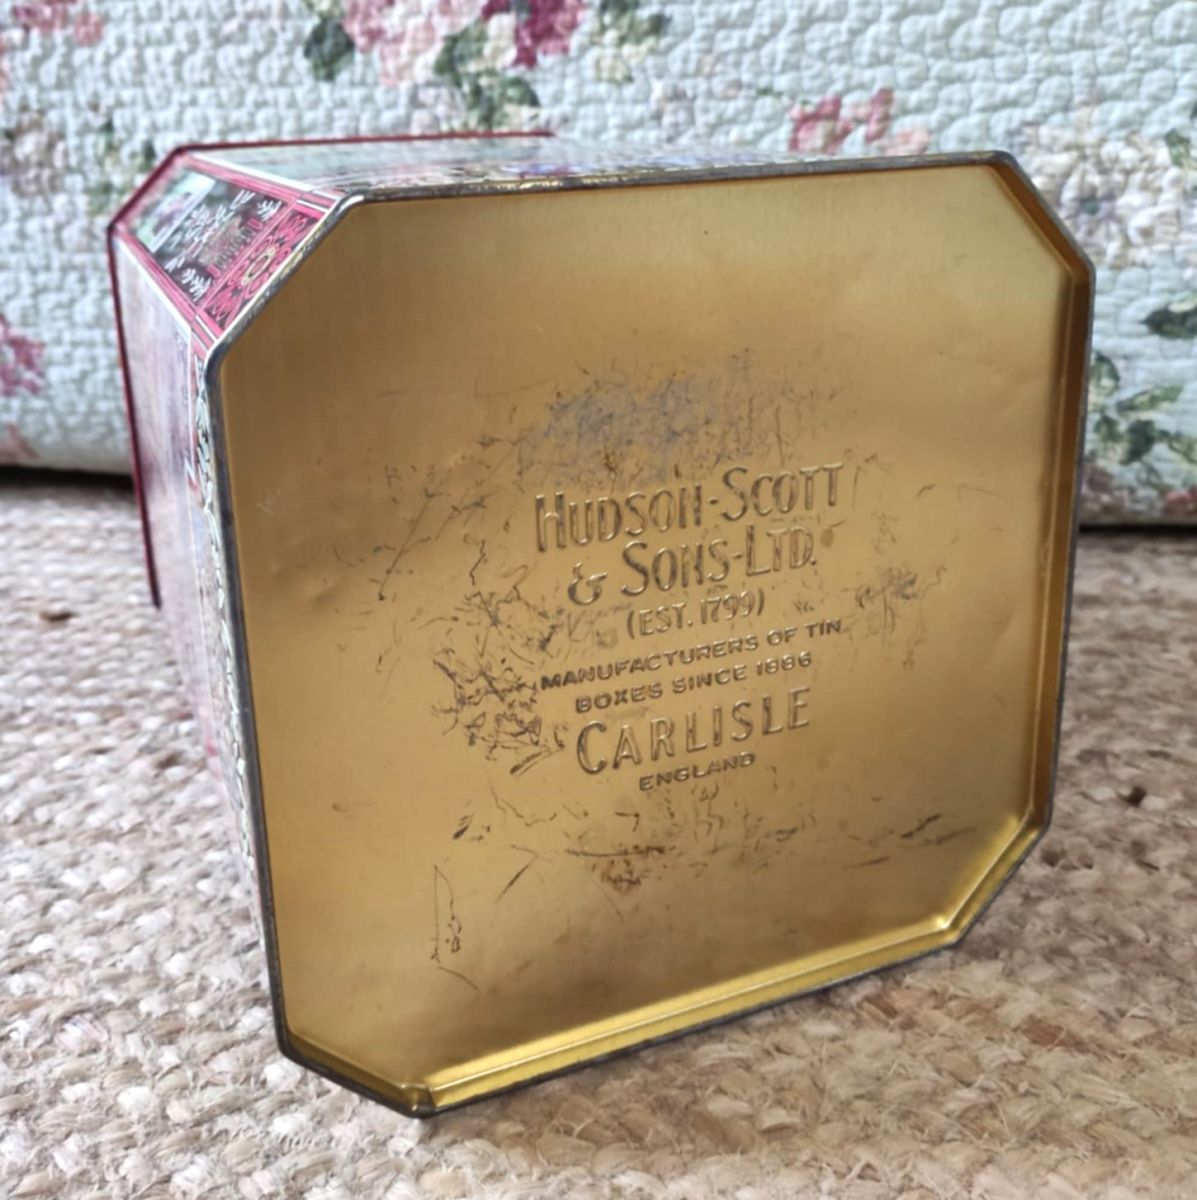 HUDSON-SCOTT
& SONS-LTD.
(EST. 1799)
MANUFACTURERS OF TIN
BOXES SINCE 1886
CARLISLE
ENGLAND